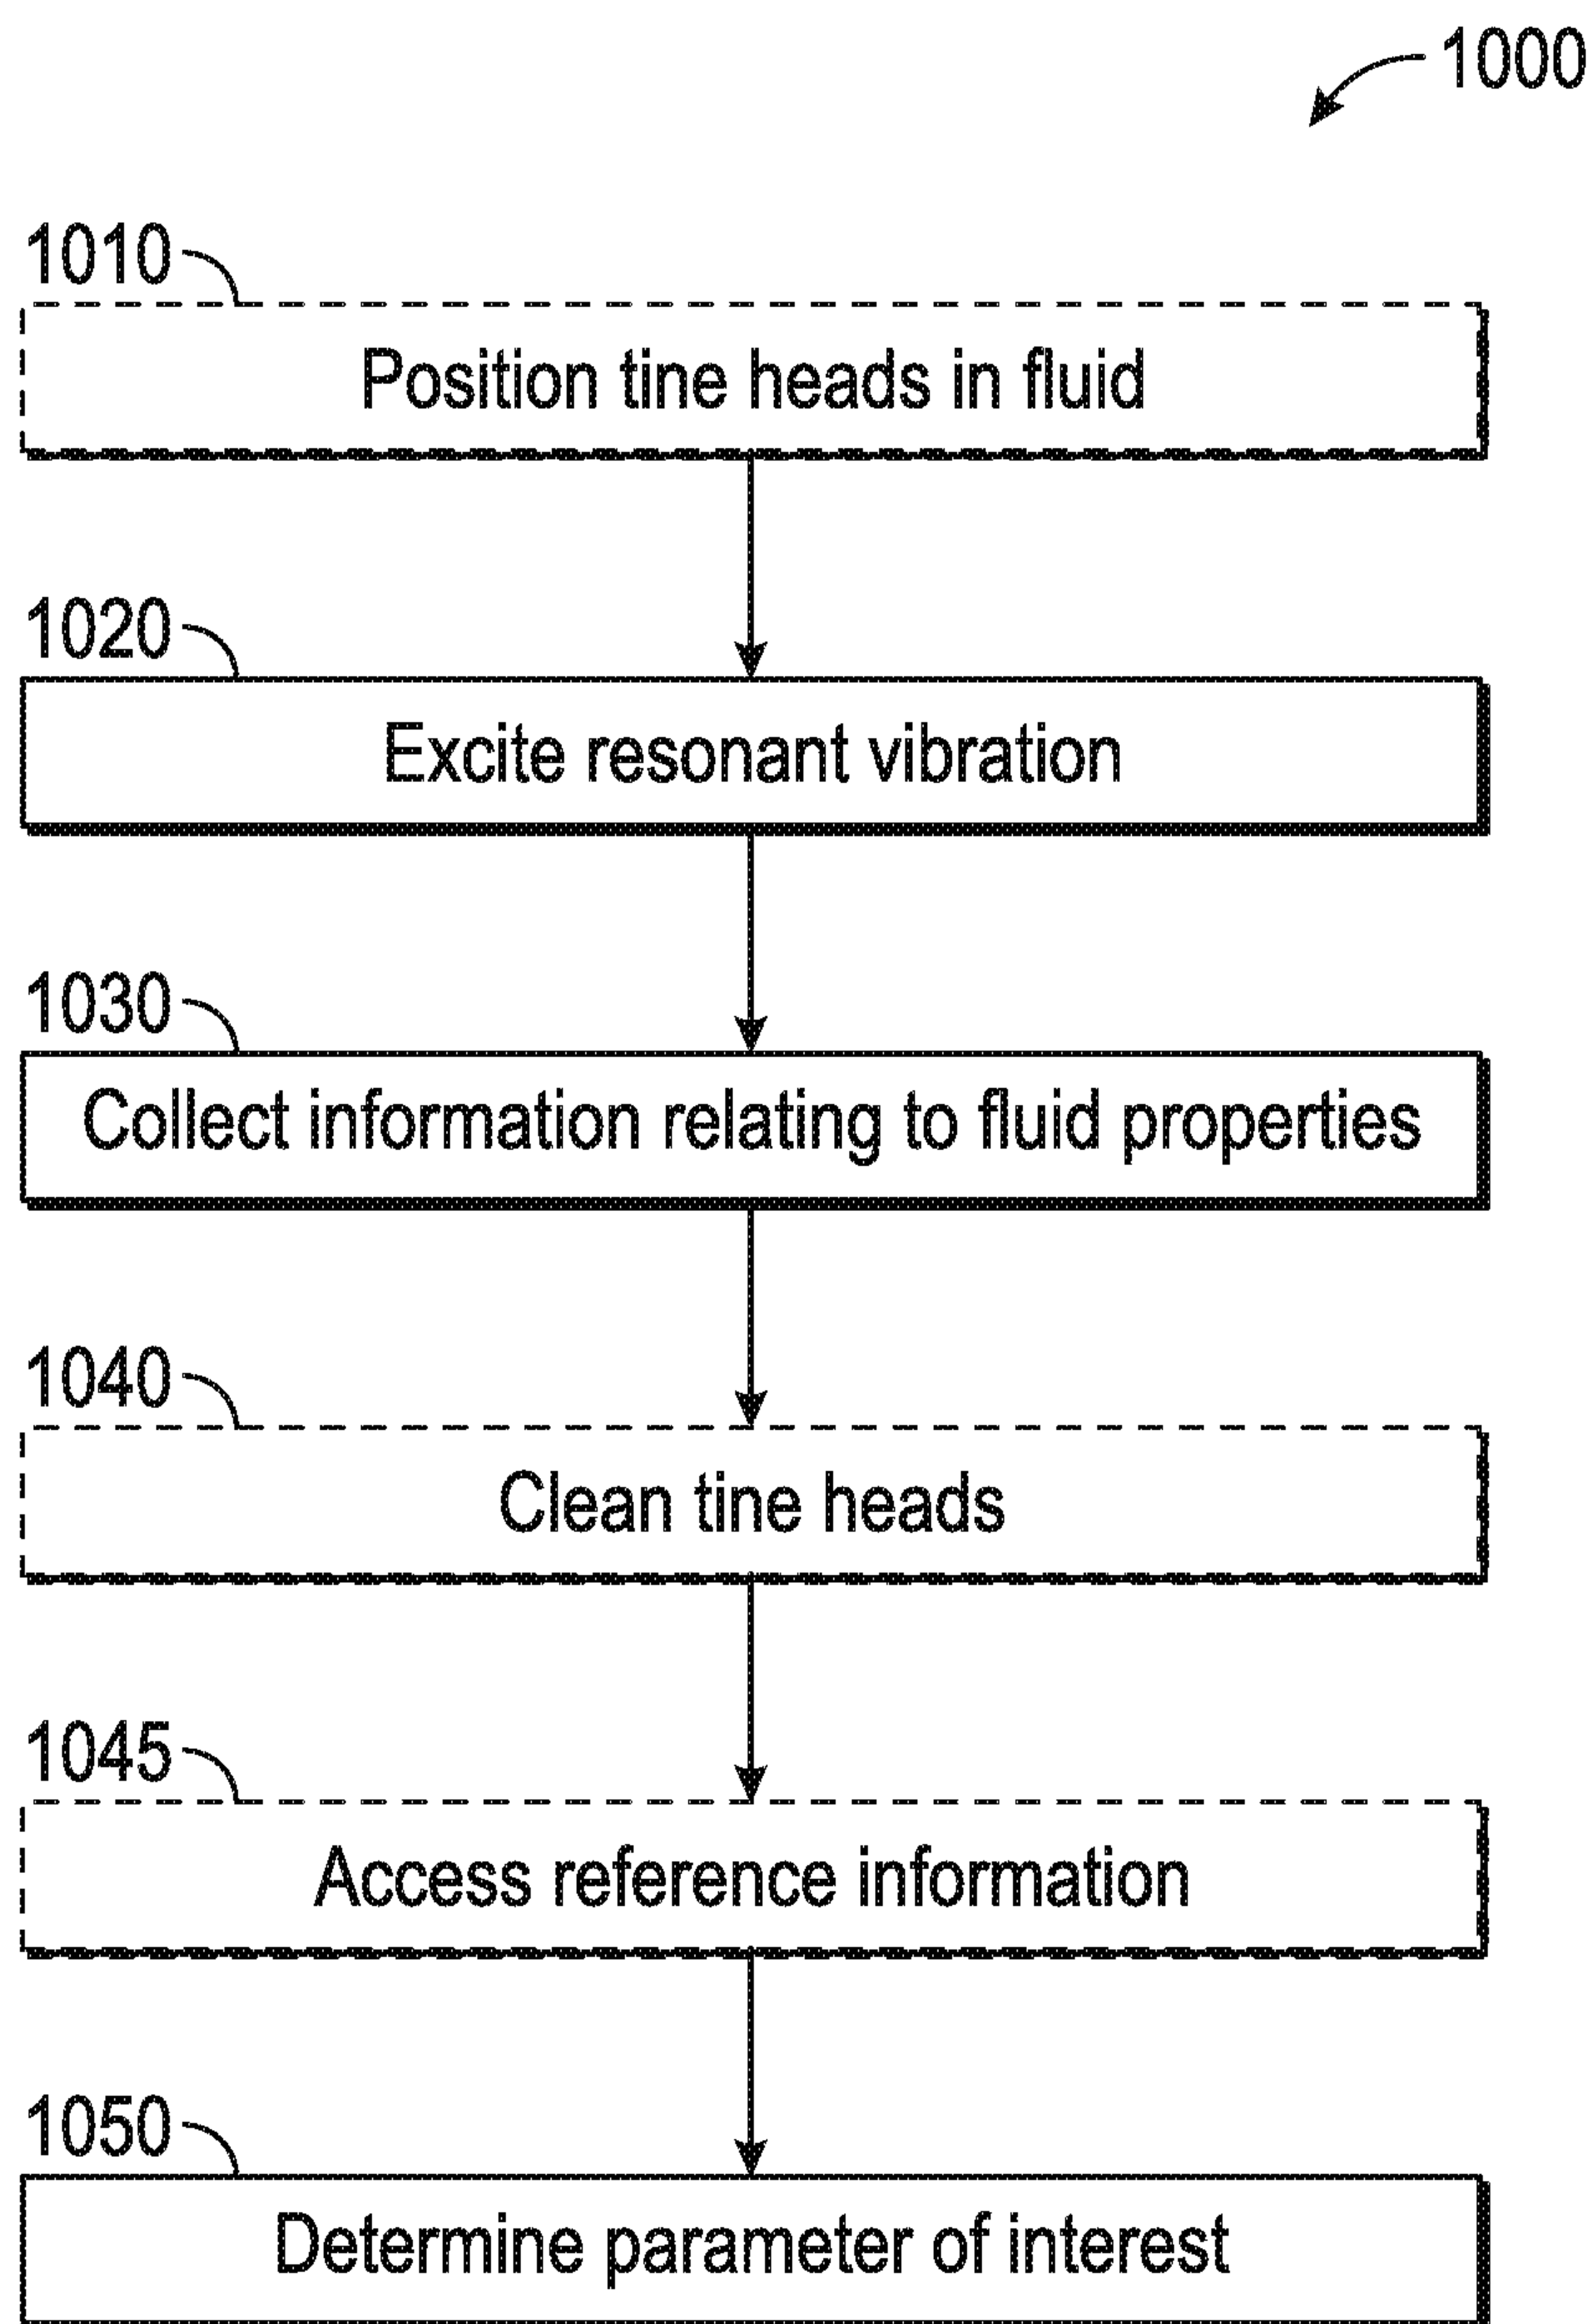 1000
1010
Position tine heads in fluid
1020
Excite resonant vibration
1030
Collect information relating to fluid properties
1040
Clean tine heads
1045
Access reference information
1050
Determine parameter of interest